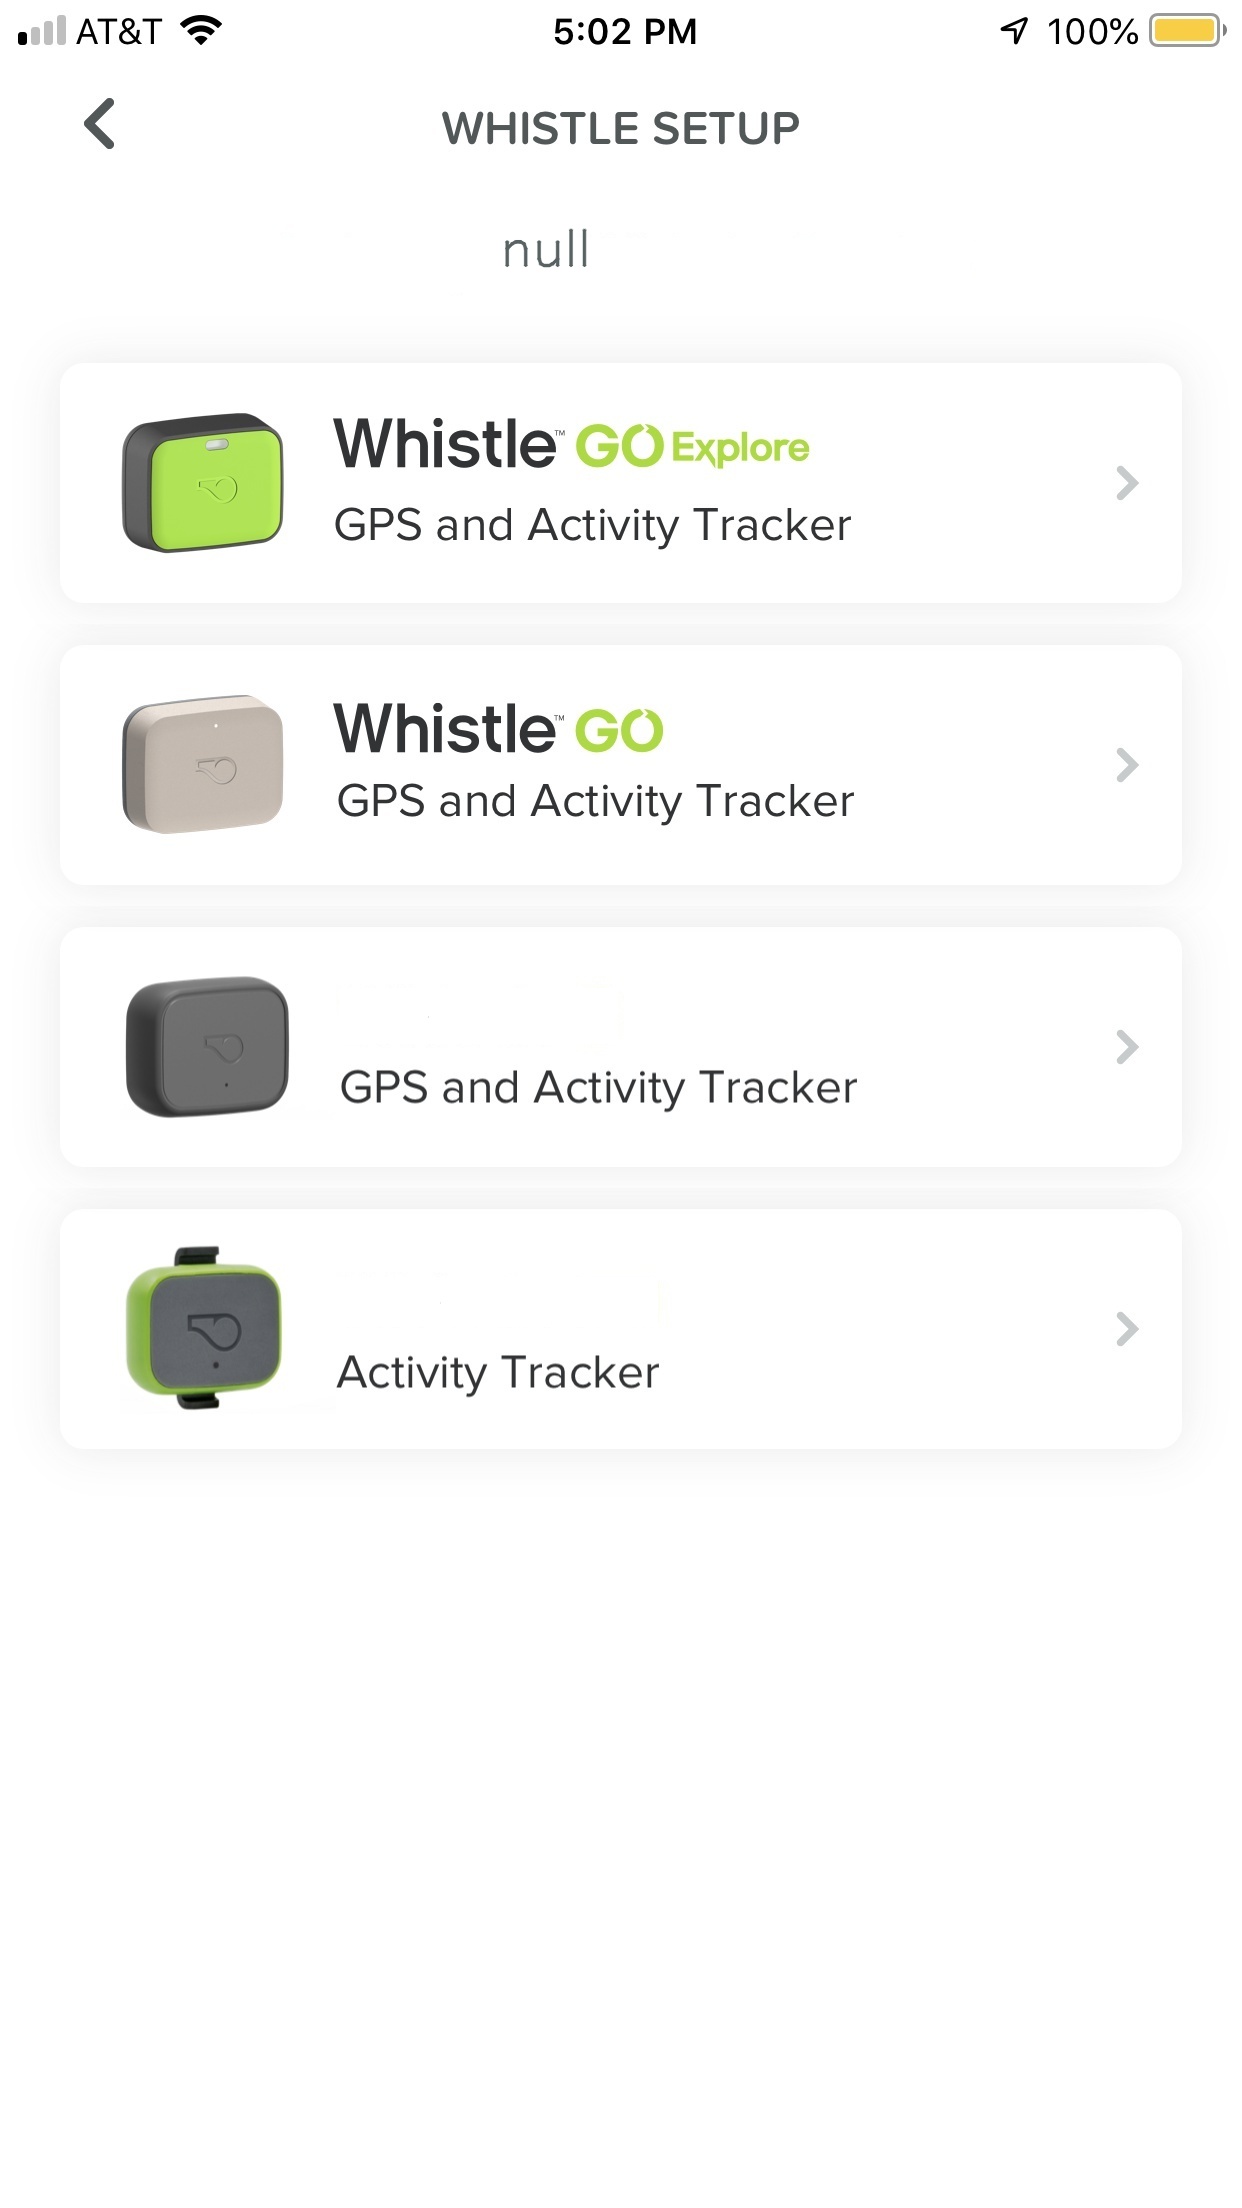 AT&T 5:02 PM 100%
WHISTLE SETUP
null
Whistle™ GO Explore
GPS and Activity Tracker
Whistle™ GO
GPS and Activity Tracker
GPS and Activity Tracker
Activity Tracker